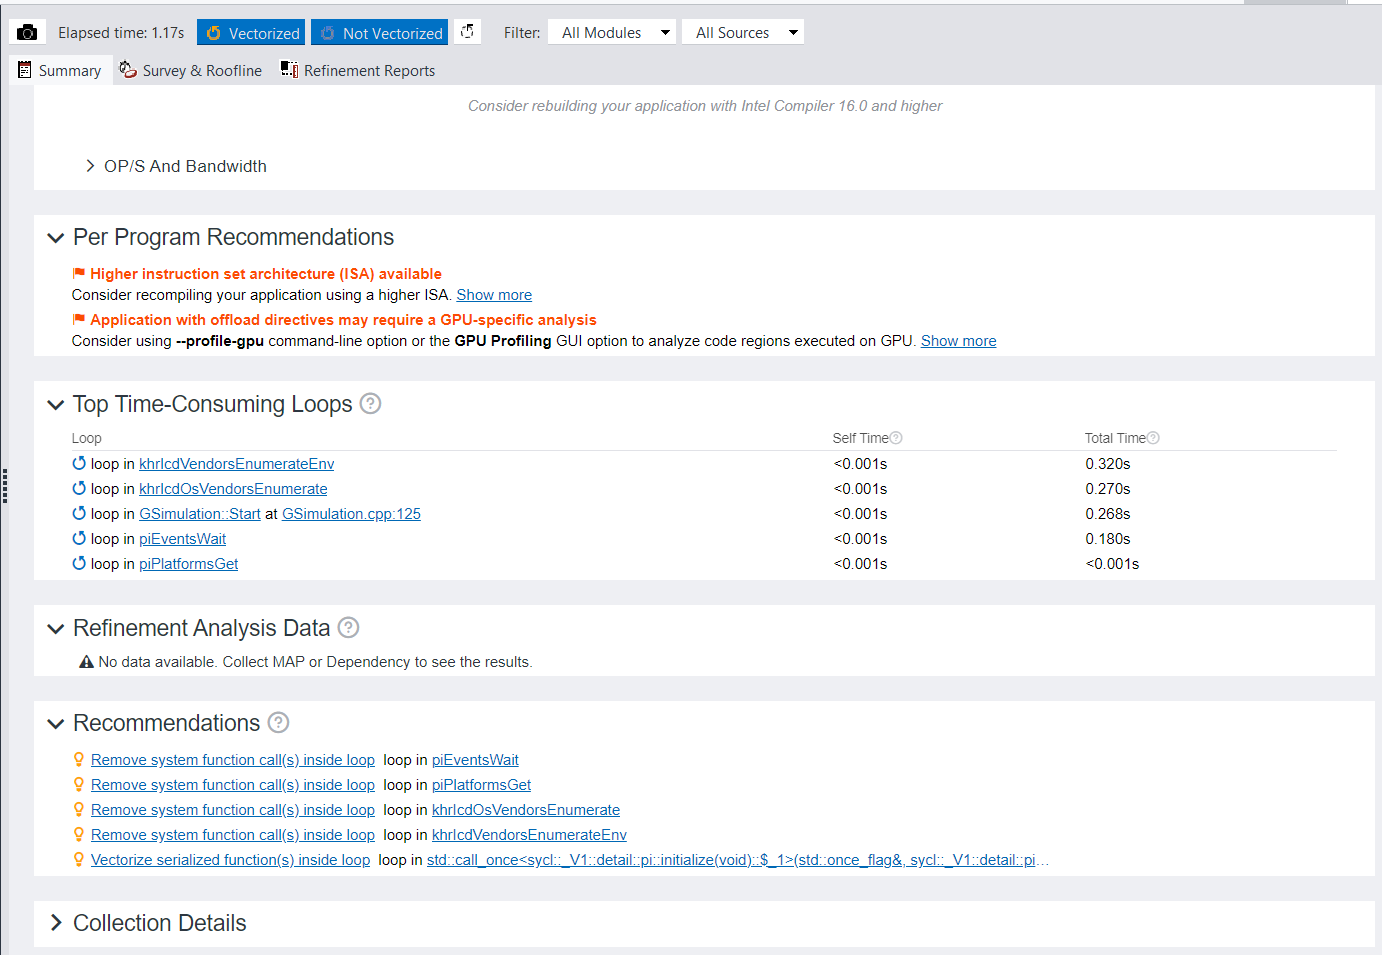 Elapsed time: 1.17s Vectorized Not Vectorized Filter: All Modules All Sources
Summary Survey & Roofline Refinement Reports
Consider rebuilding your application with Intel Compiler 16.0 and higher
OP/S And Bandwidth
Per Program Recommendations
Higher instruction set architecture (ISA) available
Consider recompiling your application using a higher ISA. Show more
Application with offload directives may require a GPU-specific analysis
Consider using --profile-gpu command-line option or the GPU Profiling GUI option to analyze code regions executed on GPU. Show more
Top Time-Consuming Loops
Loop Self Time Total Time
loop in khrIcdVendorsEnumerateEnv <0.001s 0.320s
loop in khrIcdOsVendorsEnumerate <0.001s 0.270s
loop in GSimulation::Start at GSimulation.cpp:125 <0.001s 0.268s
loop in piEventsWait <0.001s 0.180s
loop in piPlatformsGet <0.001s <0.001s
Refinement Analysis Data
No data available. Collect MAP or Dependency to see the results.
Recommendations
Remove system function call(s) inside loop loop in piEventsWait
Remove system function call(s) inside loop loop in piPlatformsGet
Remove system function call(s) inside loop loop in khrIcdOsVendorsEnumerate
Remove system function call(s) inside loop loop in khrIcdVendorsEnumerateEnv
Vectorize serialized function(s) inside loop loop in std::call_once<sycl::_V1::detail::pi::initialize(void)::$_1>(std::once_flag&, sycl::_V1::detail::pi...
Collection Details